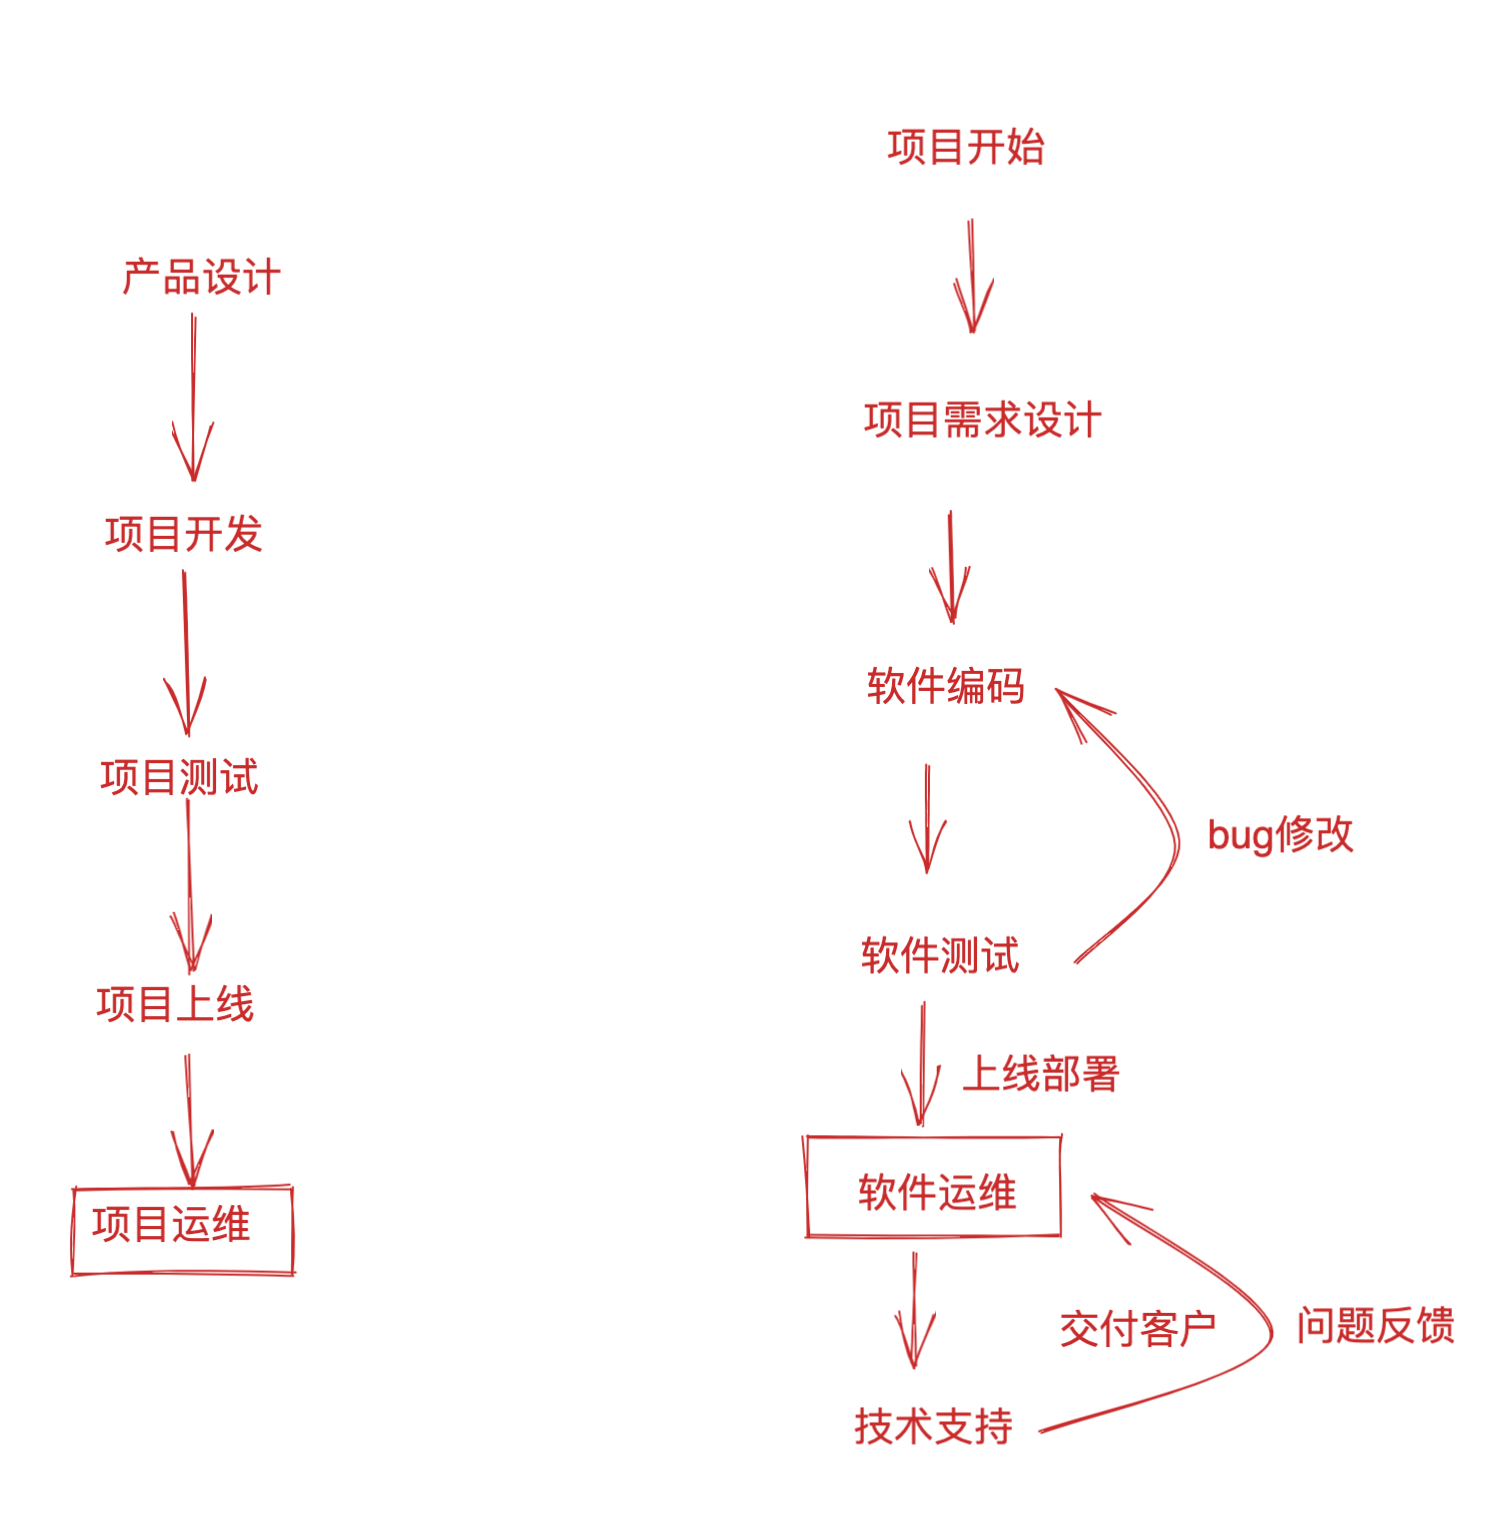 产品设计
项目开发
项目测试
项目上线
项目运维
项目开始
项目需求设计
软件编码
bug修改
软件测试
上线部署
软件运维
交付客户
问题反馈
技术支持